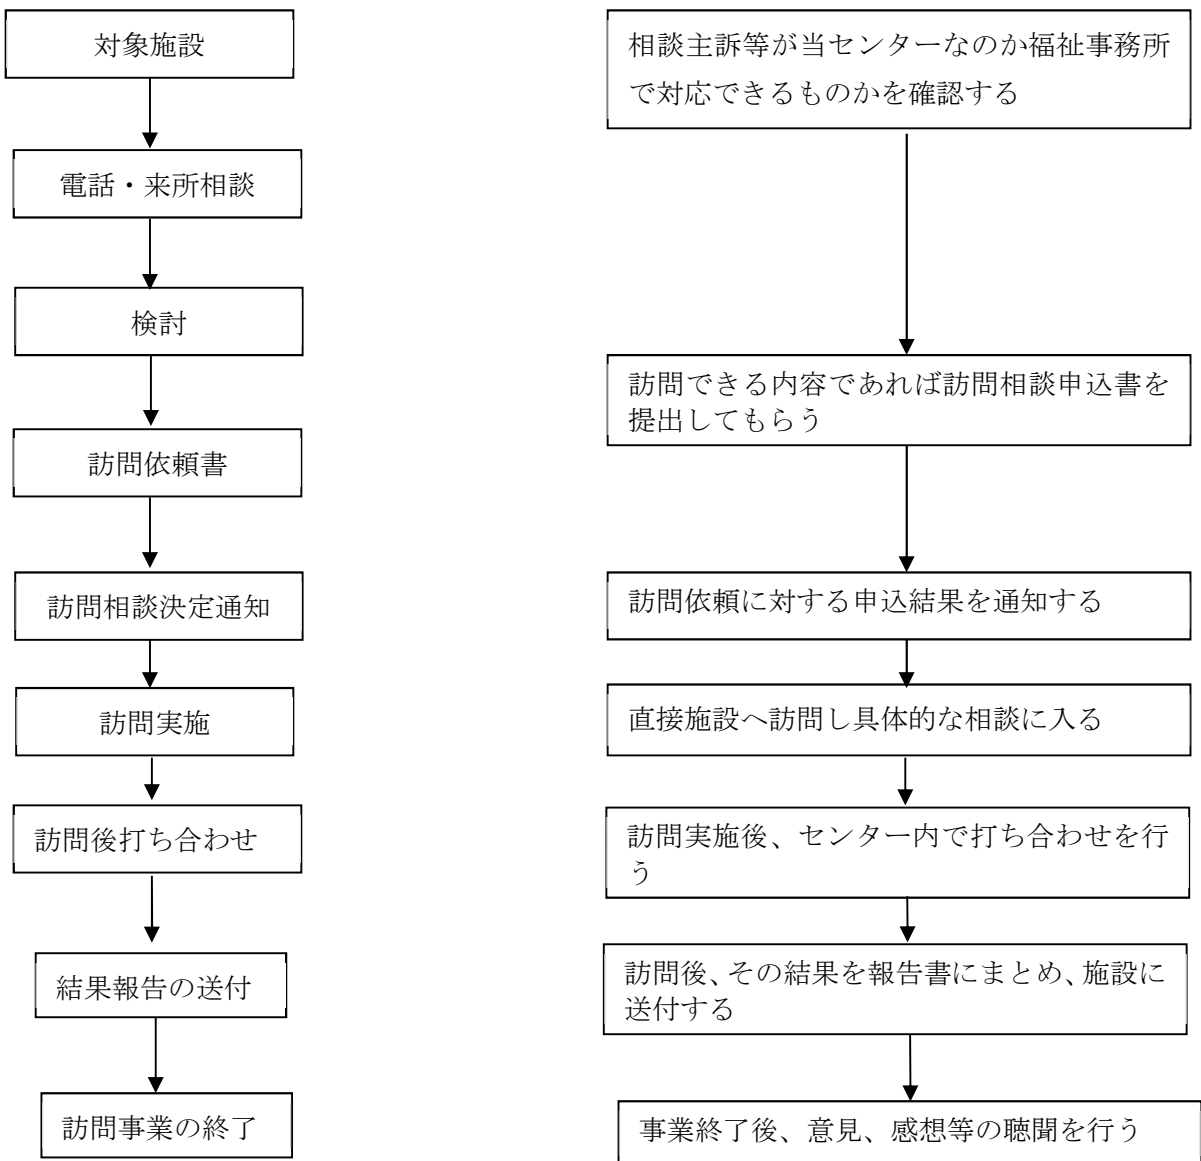 対象施設
電話・来所相談
検討
訪問依頼書
訪問相談決定通知
訪問実施
訪問後打ち合わせ
結果報告の送付
訪問事業の終了
相談主訴等が当センターなのか福祉事務所
で対応できるものかを確認する
訪問できる内容であれば訪問相談申込書を
提出してもらう
訪問依頼に対する申込結果を通知する
直接施設へ訪問し具体的な相談に入る
訪問実施後、センター内で打ち合わせを行
う
訪問後、その結果を報告書にまとめ、施設に
送付する
事業終了後、意見、感想等の聴聞を行う